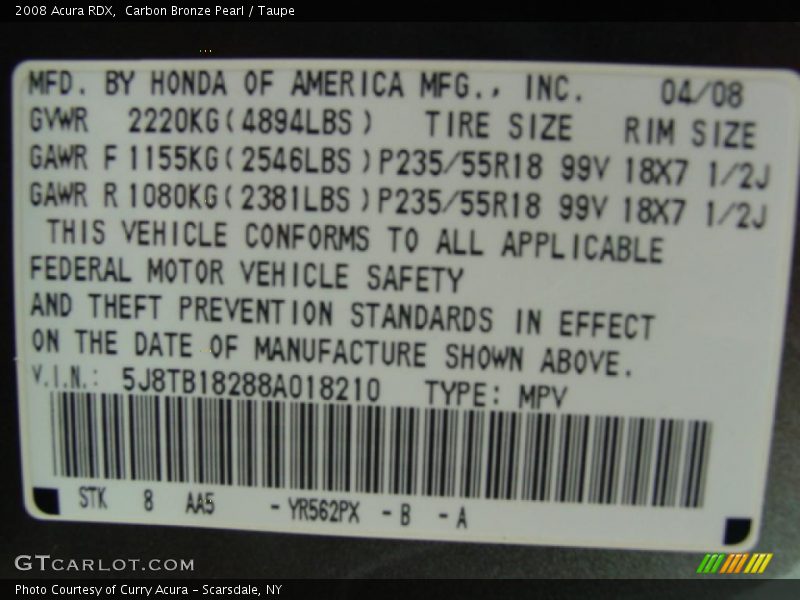 2008 Acura RDX,  Carbon Bronze Pearl / Taupe
MFD. BY HONDA OF AMERICA MFG., INC. 04/08
GVWR 2220KG(4894LBS) TIRE SIZE RIM SIZE
GAWR F 1155KG(2546LBS) P235/55R18 99V 18X7 1/2J
GAWR R 1080KG(2381LBS) P235/55R18 99V 18X7 1/2J
THIS VEHICLE CONFORMS TO ALL APPLICABLE
FEDERAL MOTOR VEHICLE SAFETY
AND THEFT PREVENTION STANDARDS IN EFFECT
ON THE DATE OF MANUFACTURE SHOWN ABOVE.
V.I.N.: 5J8TB18288A018210 TYPE: MPV
STK 8 AA5 - YR562PX - B - A
GTCARLOT.COM
Photo Courtesy of Curry Acura - Scarsdale, NY